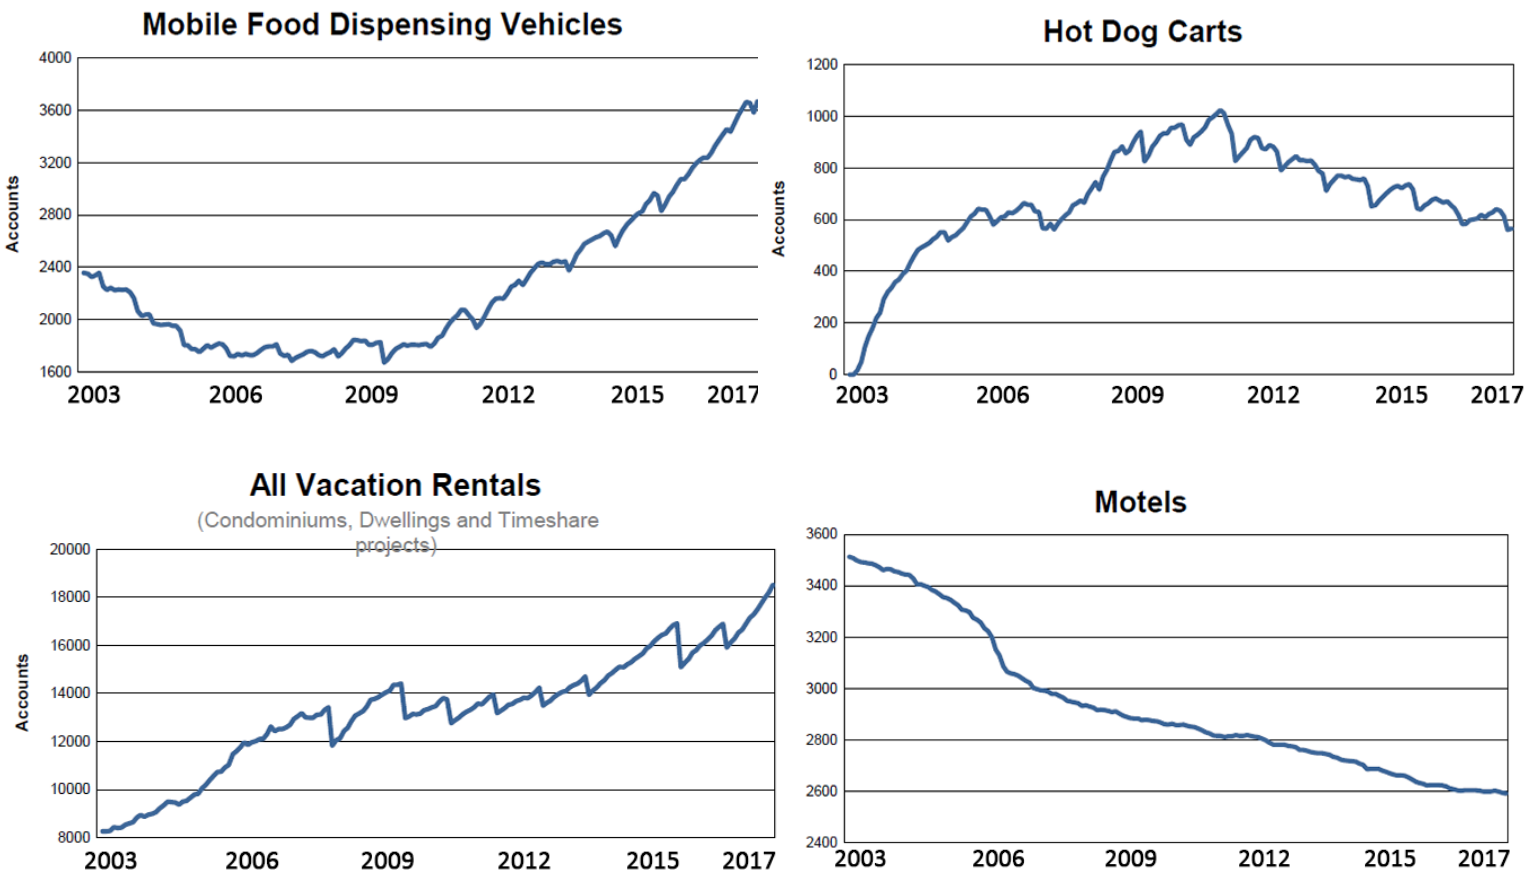 Mobile Food Dispensing Vehicles
4000
3600
3200
2800
2400
2000
1600
Accounts
2003 2006 2009 2012 2015 2017
Hot Dog Carts
1200
1000
800
600
400
200
0
Accounts
2003 2006 2009 2012 2015 2017
All Vacation Rentals
(Condominiums, Dwellings and Timeshare
projects)
20000
18000
16000
14000
12000
10000
8000
Accounts
2003 2006 2009 2012 2015 2017
Motels
3600
3400
3200
3000
2800
2600
2400
2003 2006 2009 2012 2015 2017